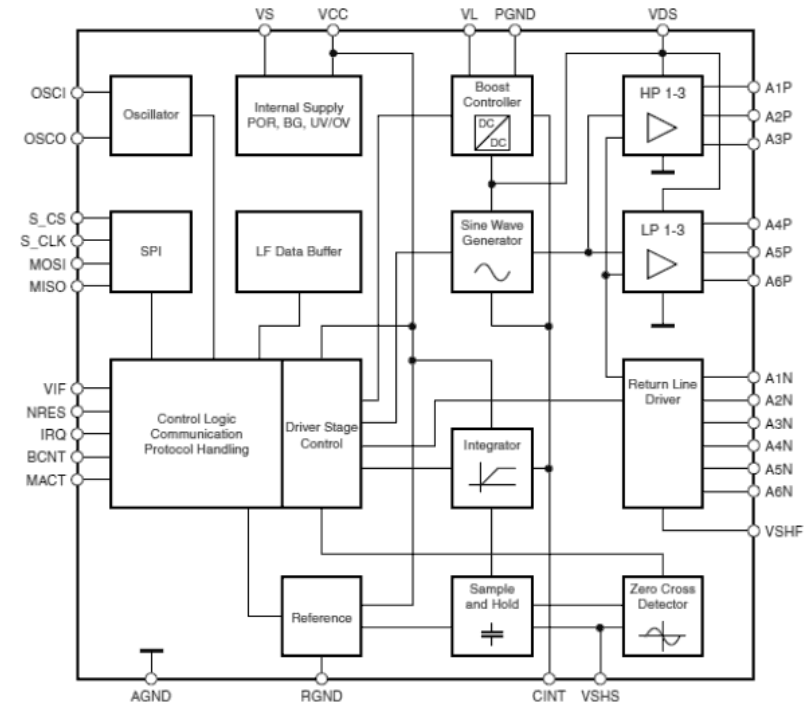 VS
VCC
VL
PGND
VDS
OSCI
OSCO
Oscillator
Internal Supply
POR, BG, UV/OV
Boost
Controller
DC
DC
HP 1-3
A1P
A2P
A3P
S_CS
S_CLK
MOSI
MISO
SPI
LF Data Buffer
Sine Wave
Generator
LP 1-3
A4P
A5P
A6P
VIF
NRES
IRQ
BCNT
MACT
Control Logic
Communication
Protocol Handling
Driver Stage
Control
Integrator
Return Line
Driver
A1N
A2N
A3N
A4N
A5N
A6N
VSHF
Reference
Sample
and Hold
Zero Cross
Detector
AGND
RGND
CINT
VSHS